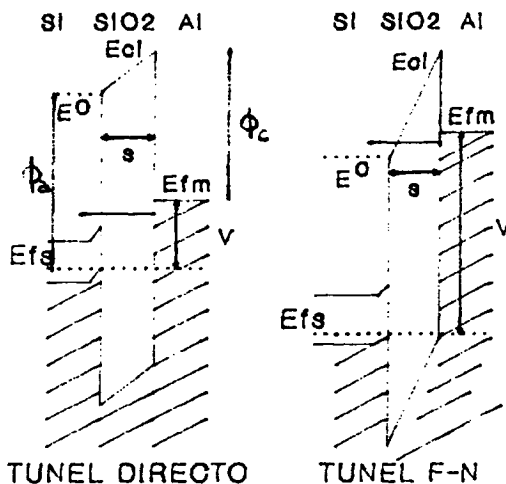 SI SIO2 AL
Ecl
E⁰
s
ϕc
ϕa
Efm
Efs
V
TUNEL DIRECTO
SI SIO2 AL
Ecl
Efm
E⁰
s
V
Efs
TUNEL F-N